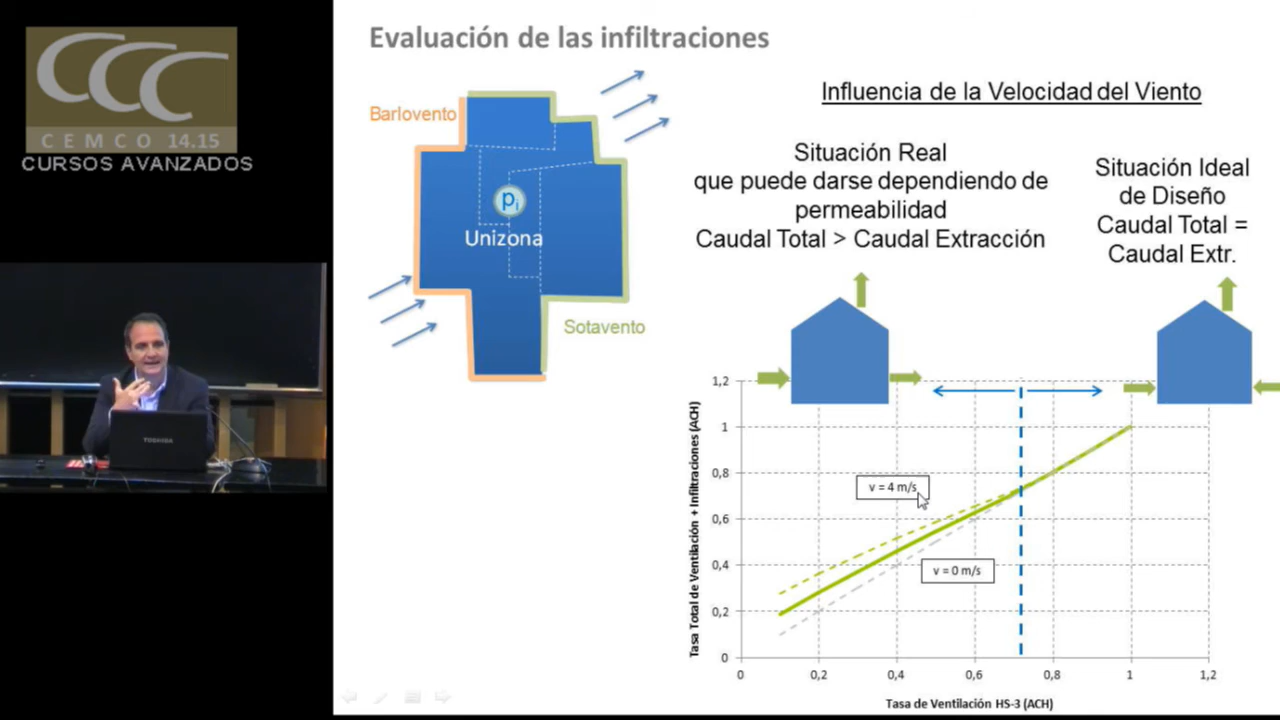 CCC
CEMCO 14.15
CURSOS AVANZADOS
TOSHIBA
Evaluación de las infiltraciones
Barlovento
pi
Unizona
Sotavento
Influencia de la Velocidad del Viento
Situación Real
que puede darse dependiendo de
permeabilidad
Caudal Total > Caudal Extracción
Situación Ideal
de Diseño
Caudal Total =
Caudal Extr.
Tasa Total de Ventilación + Infiltraciones (ACH)
1,2
1
0,8
0,6
0,4
0,2
0
v = 4 m/s
v = 0 m/s
0
0,2
0,4
0,6
0,8
1
1,2
Tasa de Ventilación HS-3 (ACH)